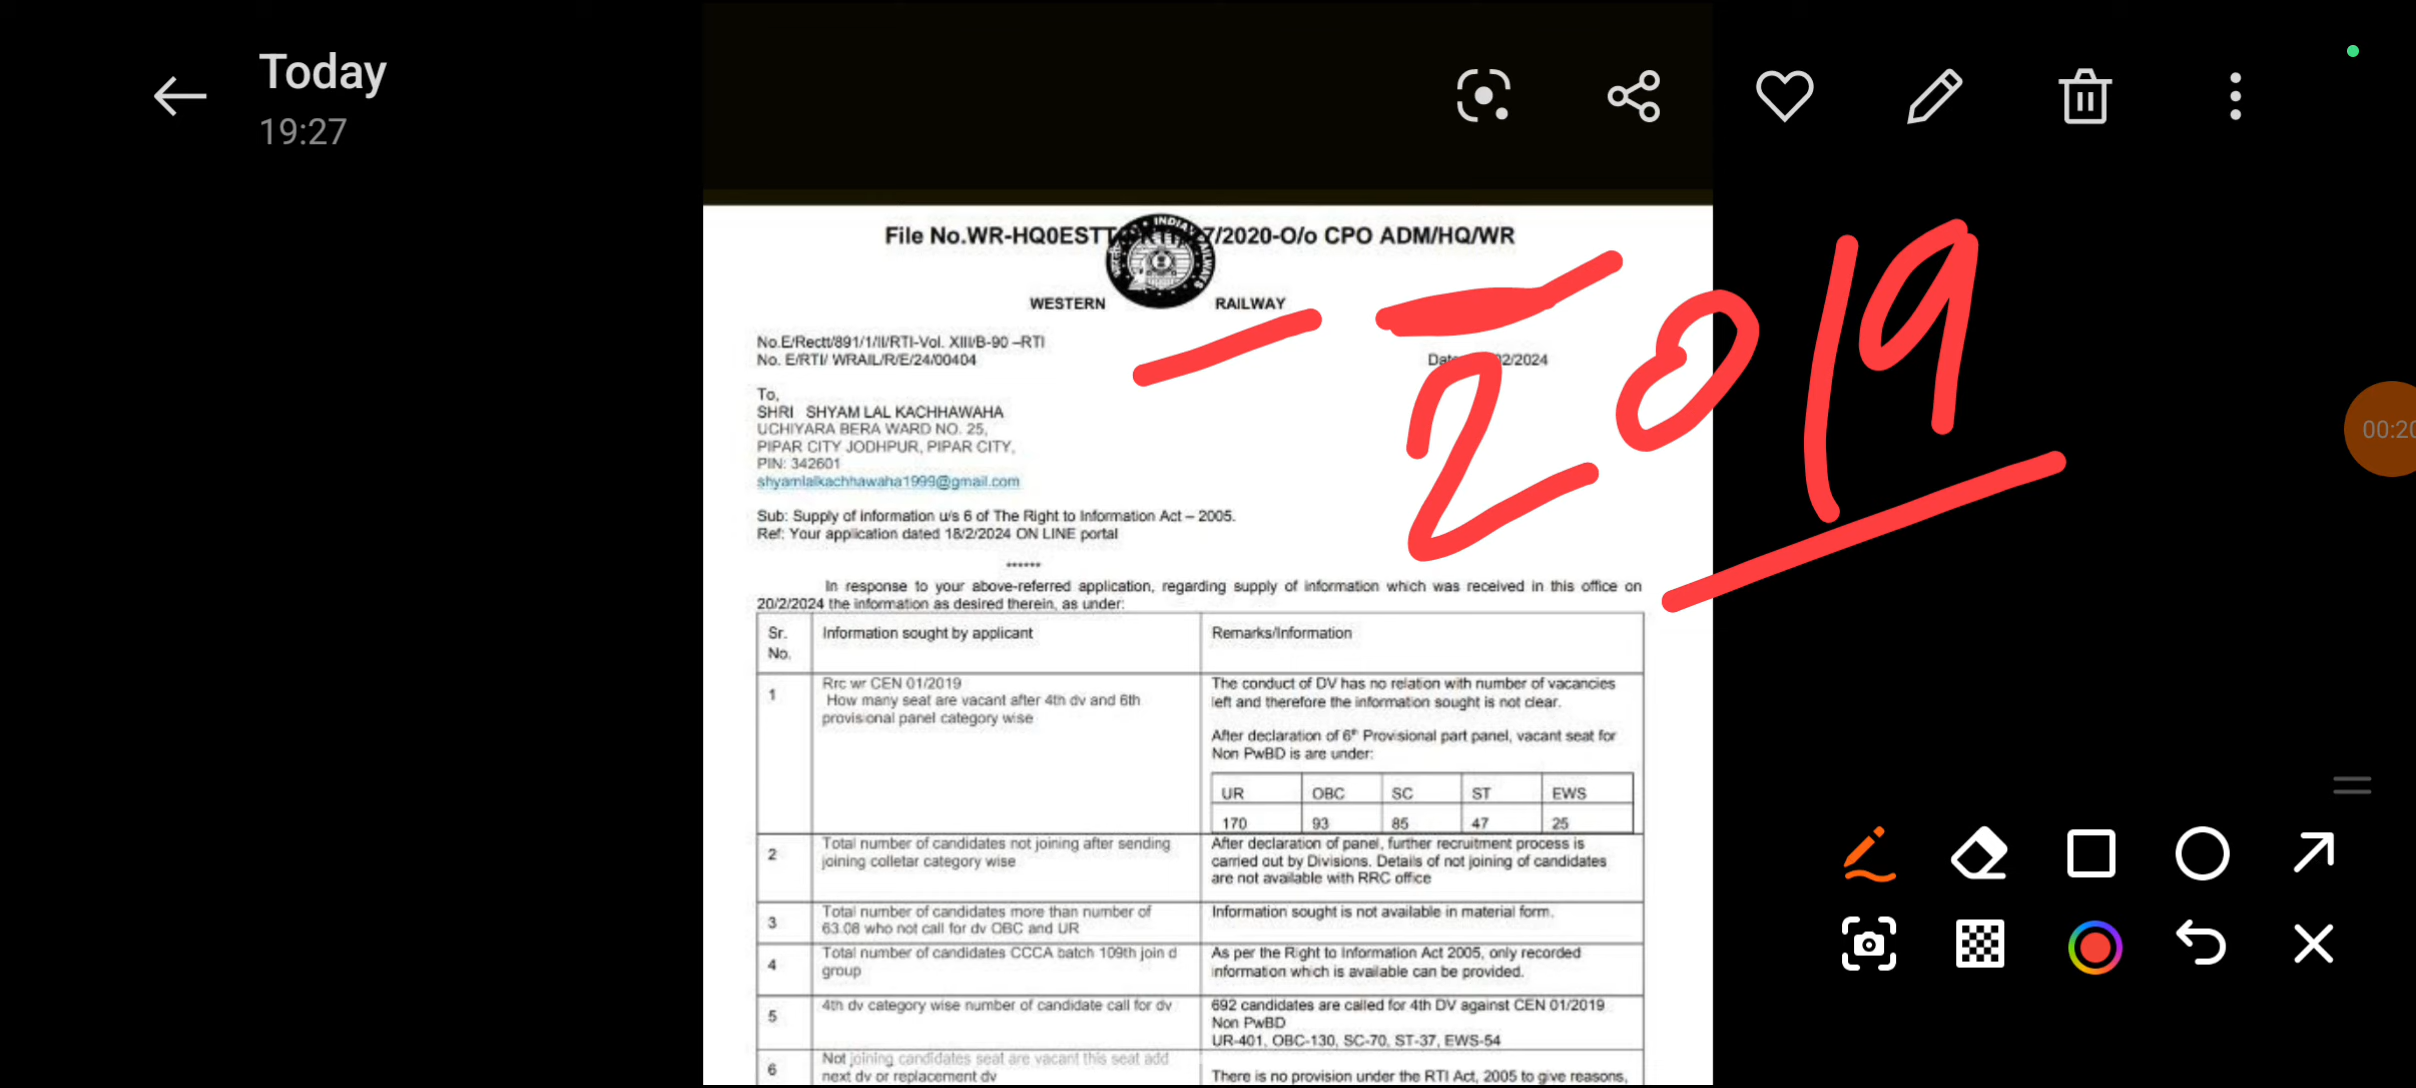 Today
19:27
File No.WR-HQ0ESTT 7/2020-O/o CPO ADM/HQ/WR
INDIA RAILWAYS
WESTERN RAILWAY
No.E/Rectt/891/1/II/RTI-Vol. XIII/B-90 –RTI
No. E/RTI/ WRAIL/R/E/24/00404 02/2024
2019
To,
SHRI SHYAM LAL KACHHAWAHA
UCHIYARA BERA WARD NO. 25,
PIPAR CITY JODHPUR, PIPAR CITY,
PIN: 342601
shyamlalkachhawaha1999@gmail.com
00:20
Sub: Supply of information u/s 6 of The Right to Information Act – 2005.
Ref: Your application dated 18/2/2024 ON LINE portal
******
In response to your above-referred application, regarding supply of information which was received in this office on
20/2/2024 the information as desired therein, as under:
Sr. No. Information sought by applicant Remarks/Information
1 Rrc wr CEN 01/2019
How many seat are vacant after 4th dv and 6th
provisional panel category wise
The conduct of DV has no relation with number of vacancies
left and therefore the information sought is not clear.
After declaration of 6th Provisional part panel, vacant seat for
Non PwBD is are under:
UR OBC SC ST EWS
170 93 85 47 25
2 Total number of candidates not joining after sending
joining colletar category wise
After declaration of panel, further recruitment process is
carried out by Divisions. Details of not joining of candidates
are not available with RRC office
3 Total number of candidates more than number of
63.08 who not call for dv OBC and UR
Information sought is not available in material form.
4 Total number of candidates CCCA batch 109th join d
group
As per the Right to Information Act 2005, only recorded
information which is available can be provided.
5 4th dv category wise number of candidate call for dv
692 candidates are called for 4th DV against CEN 01/2019
Non PwBD
UR-401, OBC-130, SC-70, ST-37, EWS-54
6 Not joining candidates seat are vacant this seat add
next dv or replacement dv
There is no provision under the RTI Act, 2005 to give reasons,